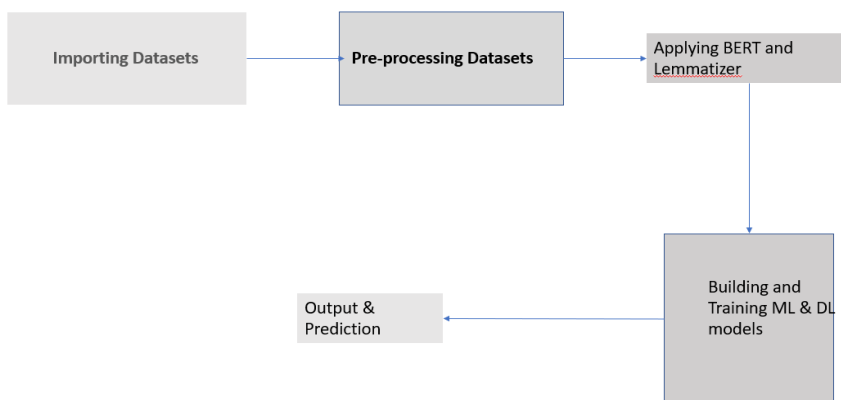 Importing Datasets
Pre-processing Datasets
Applying BERT and
Lemmatizer
Building and
Training ML & DL
models
Output &
Prediction